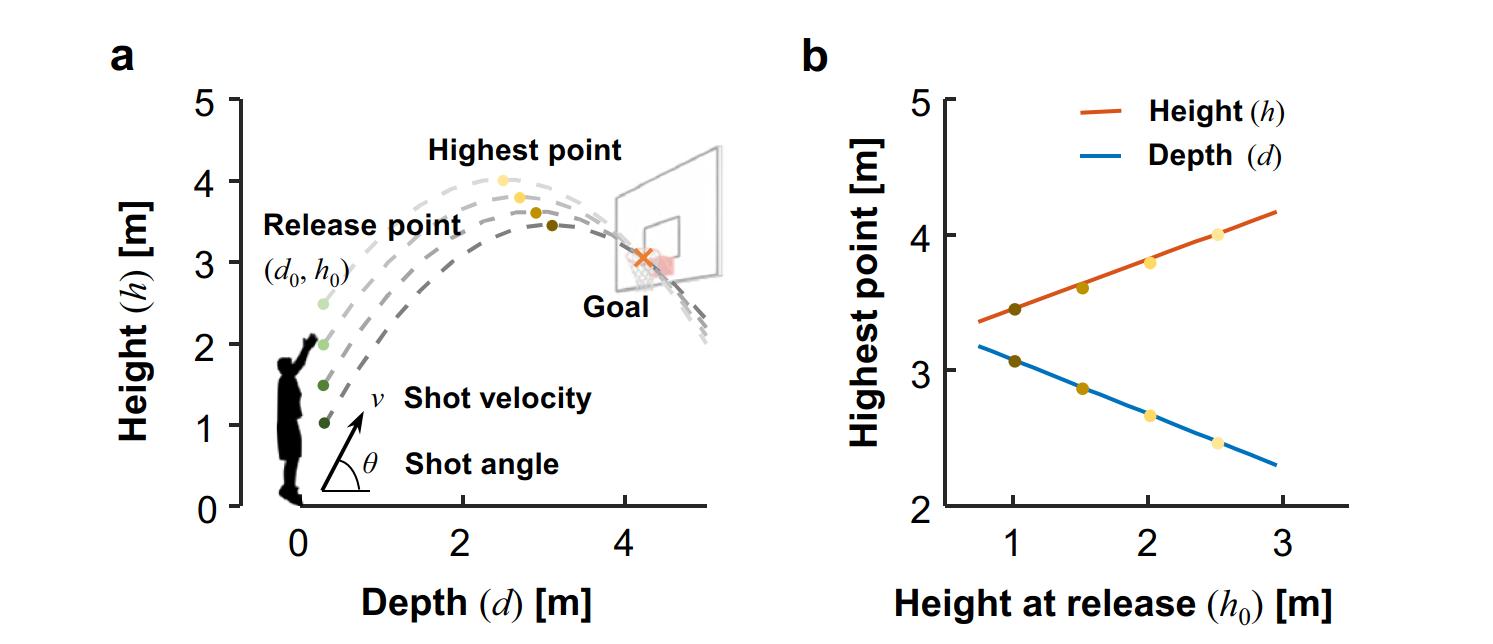 a
5
4
3
2
1
0
Height (h) [m]
Highest point
Release point
(d0, h0)
Goal
v Shot velocity
θ Shot angle
0 2 4
Depth (d) [m]
b
5
4
3
2
Highest point [m]
Height (h)
Depth (d)
1 2 3
Height at release (h0) [m]